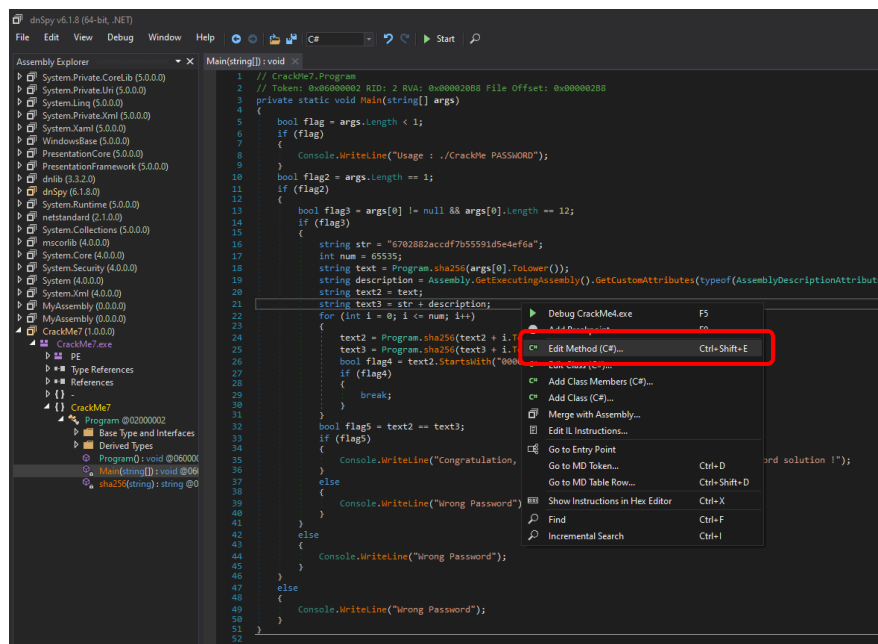 dnSpy v6.1.8 (64-bit, .NET)
File Edit View Debug Window Help C# Start
Assembly Explorer
System.Private.CoreLib (5.0.0.0)
System.Private.Uri (5.0.0.0)
System.Linq (5.0.0.0)
System.Private.Xml (5.0.0.0)
System.Xaml (5.0.0.0)
WindowsBase (5.0.0.0)
PresentationCore (5.0.0.0)
PresentationFramework (5.0.0.0)
dnlib (3.3.2.0)
dnSpy (6.1.8.0)
System.Runtime (5.0.0.0)
netstandard (2.1.0.0)
System.Collections (5.0.0.0)
mscorlib (4.0.0.0)
System.Core (4.0.0.0)
System.Security (4.0.0.0)
System (4.0.0.0)
System.Xml (4.0.0.0)
MyAssembly (0.0.0.0)
MyAssembly (0.0.0.0)
CrackMe7 (1.0.0.0)
CrackMe7.exe
PE
Type References
References
{ } -
{ } CrackMe7
Program @02000002
Base Type and Interfaces
Derived Types
Program() : void @060000
Main(string[]) : void @060
sha256(string) : string @0
Main(string[]) : void
1 // CrackMe7.Program
2 // Token: 0x06000002 RID: 2 RVA: 0x000020B8 File Offset: 0x000002B8
3 private static void Main(string[] args)
4 {
5 bool flag = args.Length < 1;
6 if (flag)
7 {
8 Console.WriteLine("Usage : ./CrackMe PASSWORD");
9 }
10 bool flag2 = args.Length == 1;
11 if (flag2)
12 {
13 bool flag3 = args[0] != null && args[0].Length == 12;
14 if (flag3)
15 {
16 string str = "6702882accdf7b55591d5e4ef6a";
17 int num = 65535;
18 string text = Program.sha256(args[0].ToLower());
19 string description = Assembly.GetExecutingAssembly().GetCustomAttributes(typeof(AssemblyDescriptionAttribut
20 string text2 = text;
21 string text3 = str + description;
22 for (int i = 0; i <= num; i++)
23 {
24 text2 = Program.sha256(text2 + i.T
25 text3 = Program.sha256(text3 + i.T
26 bool flag4 = text2.StartsWith("000
27 if (flag4)
28 {
29 break;
30 }
31 }
32 bool flag5 = text2 == text3;
33 if (flag5)
34 {
35 Console.WriteLine("Congratulation, rd solution !");
36 }
37 else
38 {
39 Console.WriteLine("Wrong Password")
40 }
41 }
42 else
43 {
44 Console.WriteLine("Wrong Password");
45 }
46 }
47 else
48 {
49 Console.WriteLine("Wrong Password");
50 }
51 }
52
Debug CrackMe4.exe F5
Add Breakpoint F9
Edit Method (C#)... Ctrl+Shift+E
Edit Class (C#)...
Add Class Members (C#)...
Add Class (C#)...
Merge with Assembly...
Edit IL Instructions...
Go to Entry Point
Go to MD Token... Ctrl+D
Go to MD Table Row... Ctrl+Shift+D
Show Instructions in Hex Editor Ctrl+X
Find Ctrl+F
Incremental Search Ctrl+I